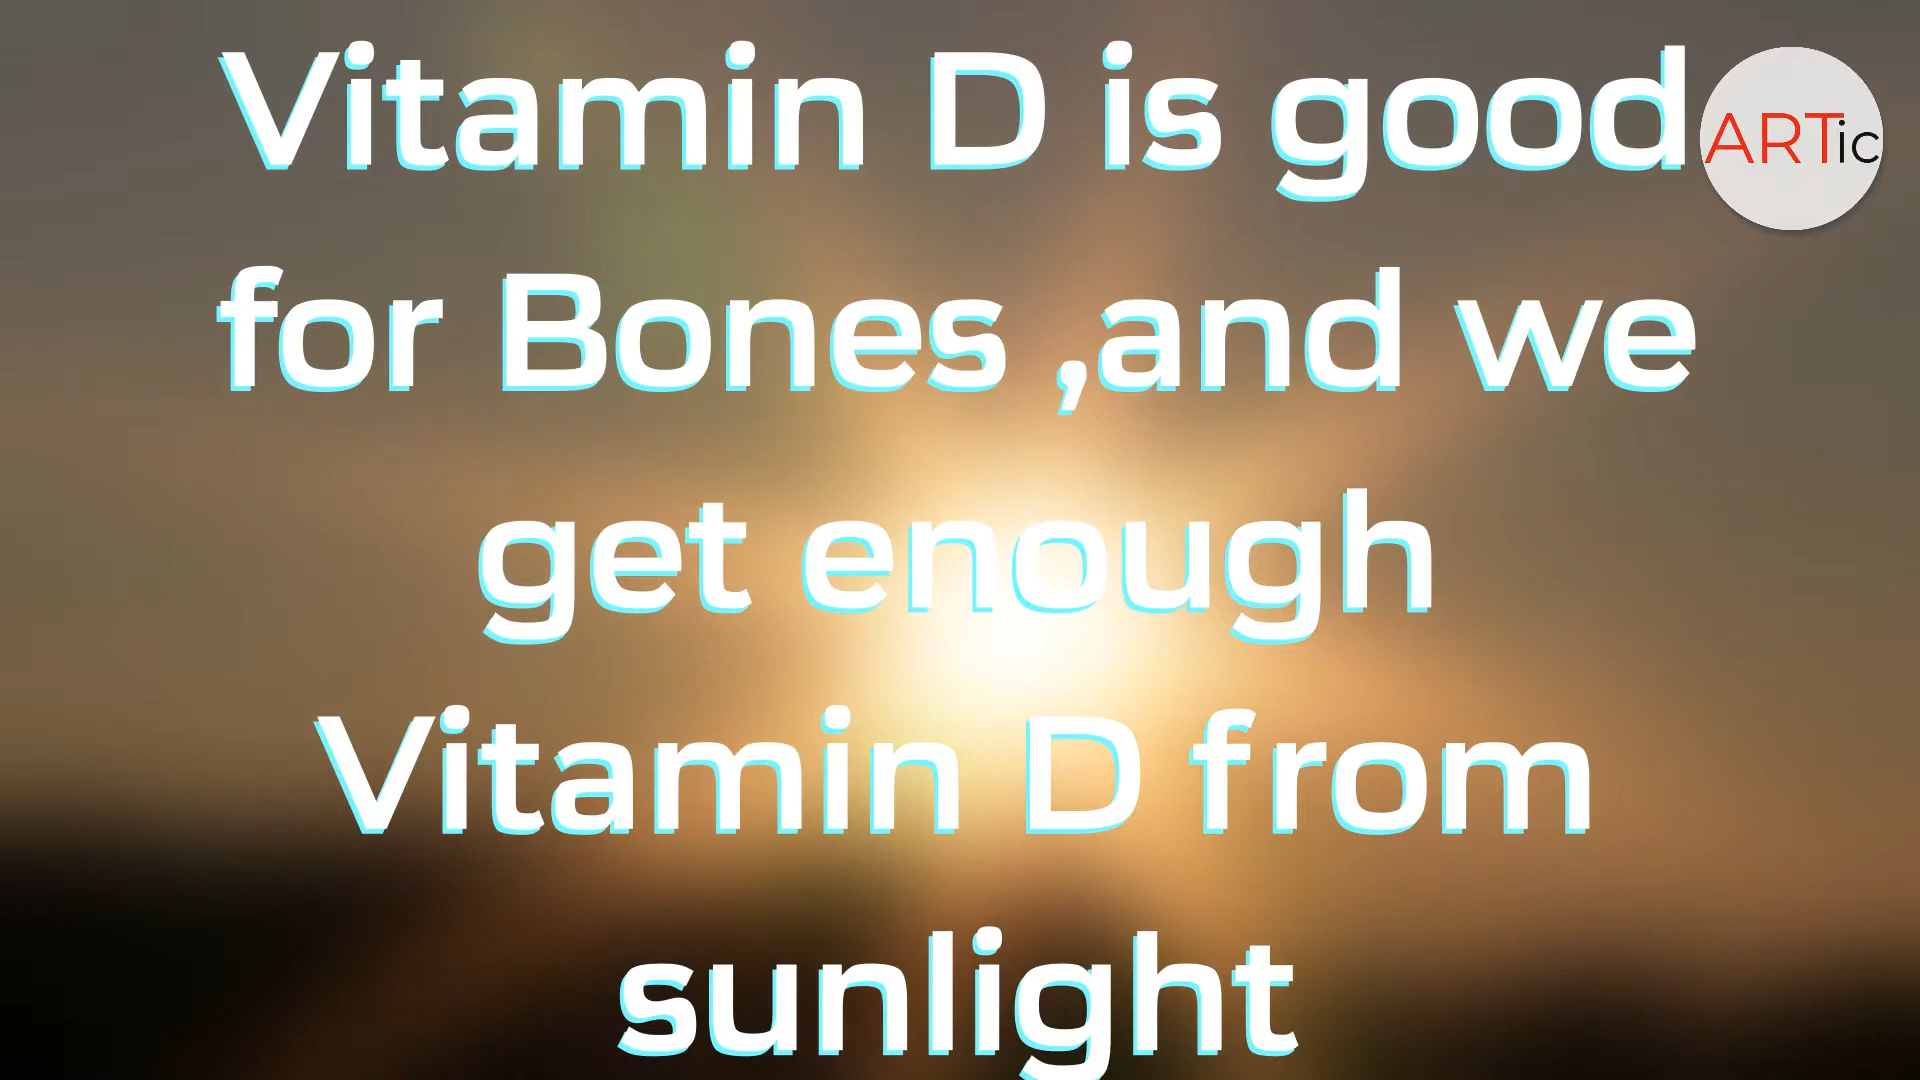 Vitamin D is good
ARTic
for Bones ,and we
get enough
Vitamin D from
sunlight